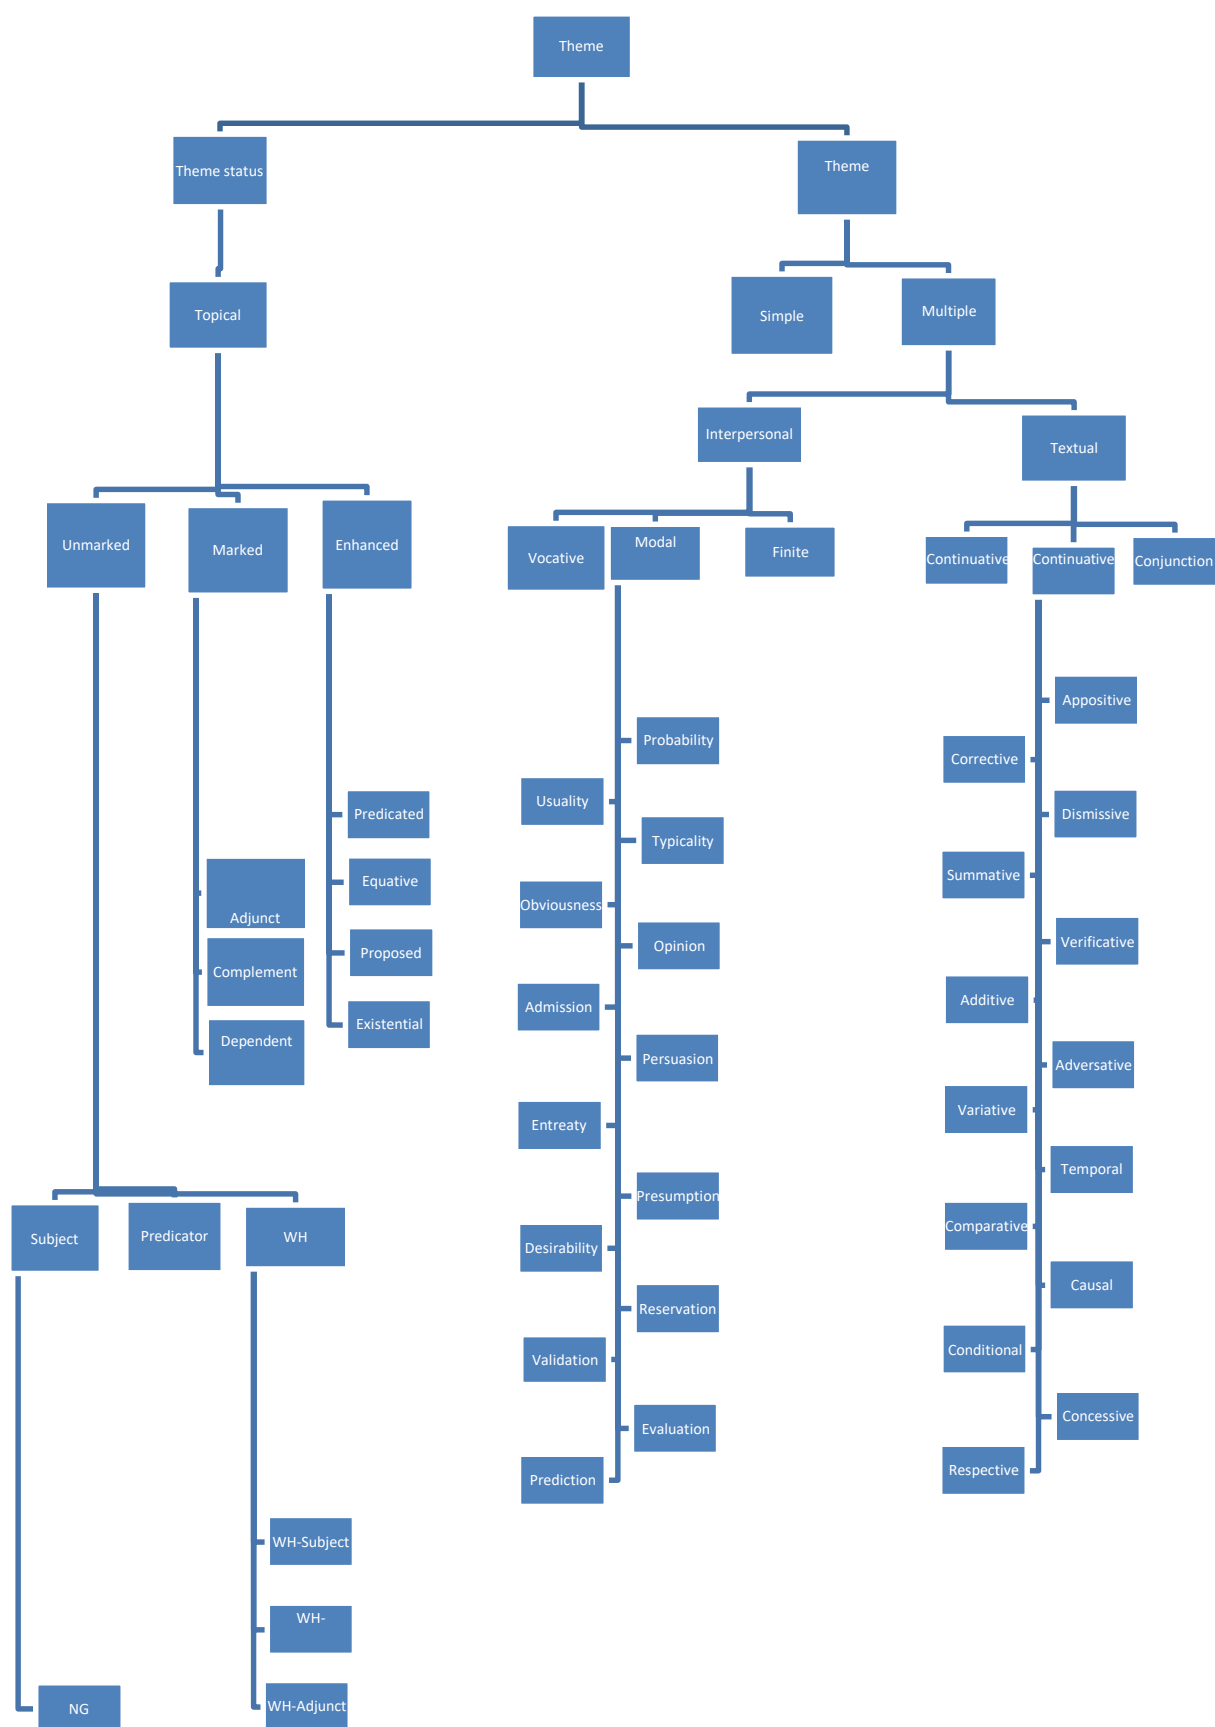 Theme
Theme status
Theme
Topical
Simple
Multiple
Interpersonal
Textual
Unmarked
Marked
Enhanced
Vocative
Modal
Finite
Continuative
Continuative
Conjunction
Predicated
Equative
Proposed
Existential
Adjunct
Complement
Dependent
Probability
Usuality
Typicality
Obviousness
Opinion
Admission
Persuasion
Entreaty
Presumption
Desirability
Reservation
Validation
Evaluation
Prediction
Appositive
Corrective
Dismissive
Summative
Verificative
Additive
Adversative
Variative
Temporal
Comparative
Causal
Conditional
Concessive
Respective
Subject
Predicator
WH
WH-Subject
WH-
WH-Adjunct
NG